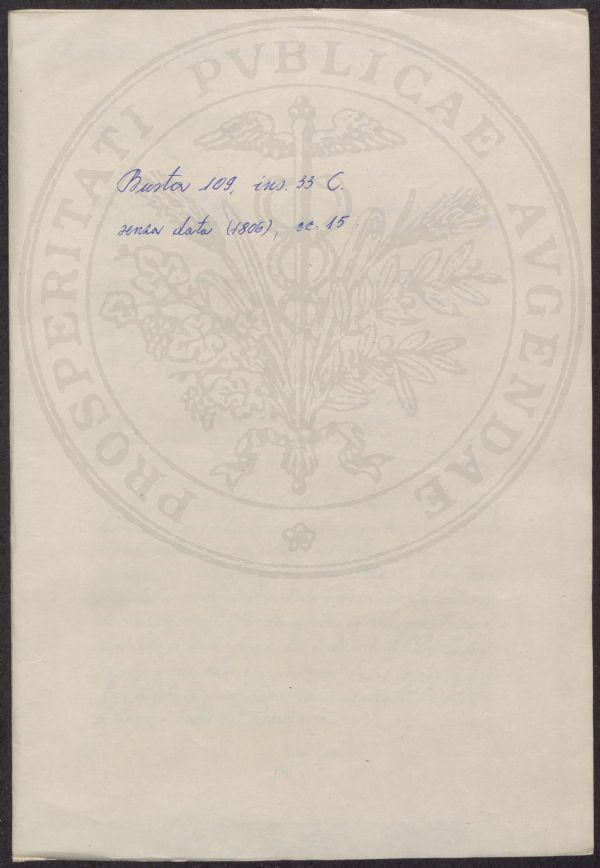 PROSPERITATI PVBLICAE AVGENDAE
Busta 109, ins. 33 C.
senza data (1806), cc. 15.